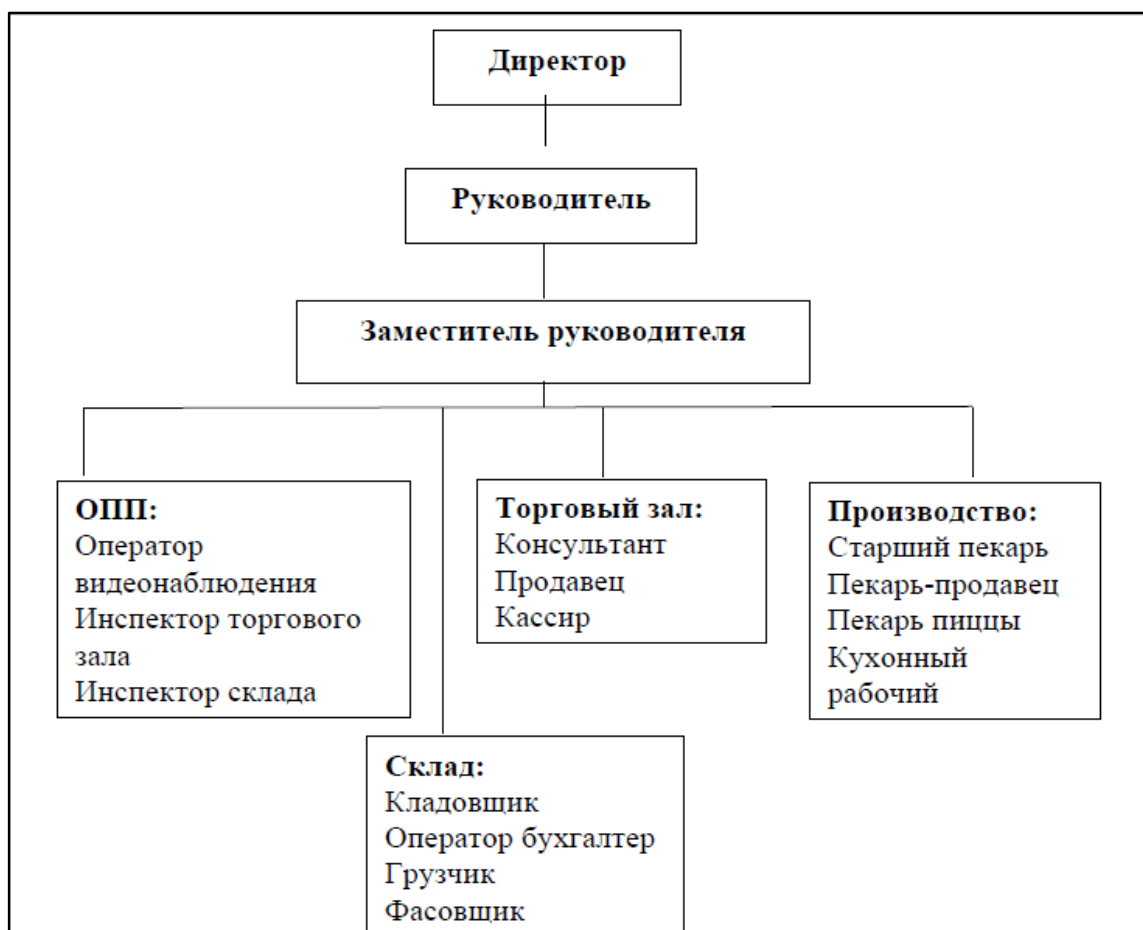 Директор
Руководитель
Заместитель руководителя
ОПП:
Оператор
видеонаблюдения
Инспектор торгового
зала
Инспектор склада
Торговый зал:
Консультант
Продавец
Кассир
Производство:
Старший пекарь
Пекарь-продавец
Пекарь пиццы
Кухонный
рабочий
Склад:
Кладовщик
Оператор бухгалтер
Грузчик
Фасовщик